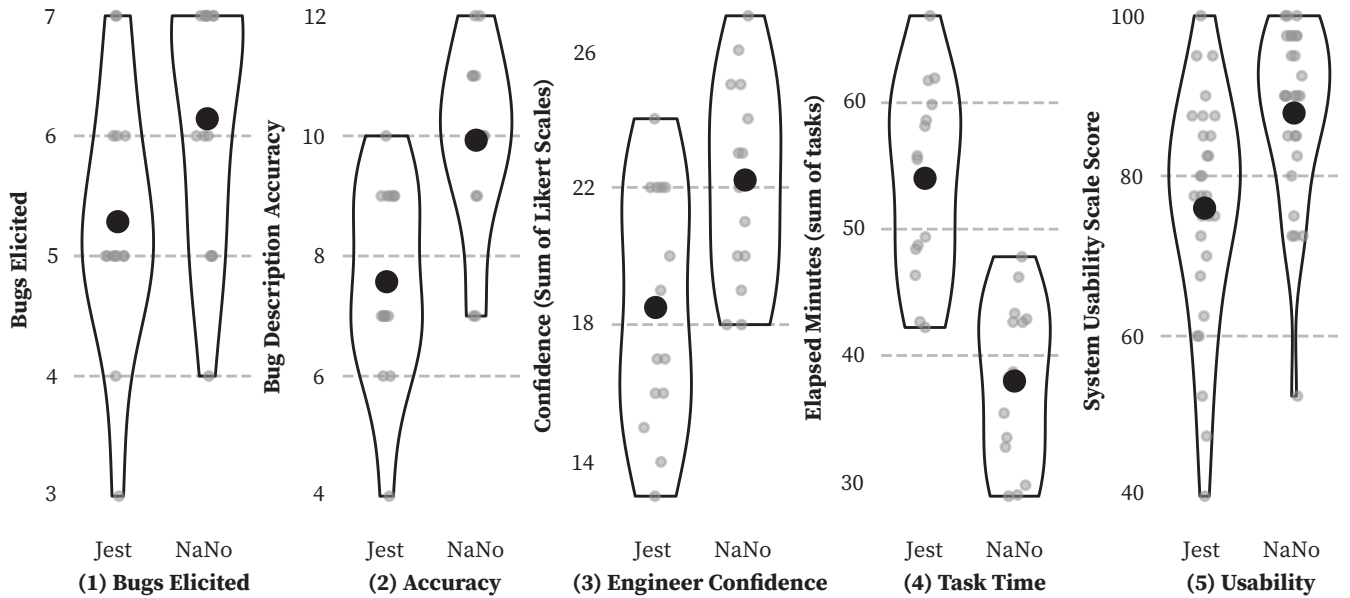 Bugs Elicited
7
6
5
4
3
Jest
NaNo
(1) Bugs Elicited
Bug Description Accuracy
12
10
8
6
4
Jest
NaNo
(2) Accuracy
Confidence (Sum of Likert Scales)
26
22
18
14
Jest
NaNo
(3) Engineer Confidence
Elapsed Minutes (sum of tasks)
60
50
40
30
Jest
NaNo
(4) Task Time
System Usability Scale Score
100
80
60
40
Jest
NaNo
(5) Usability